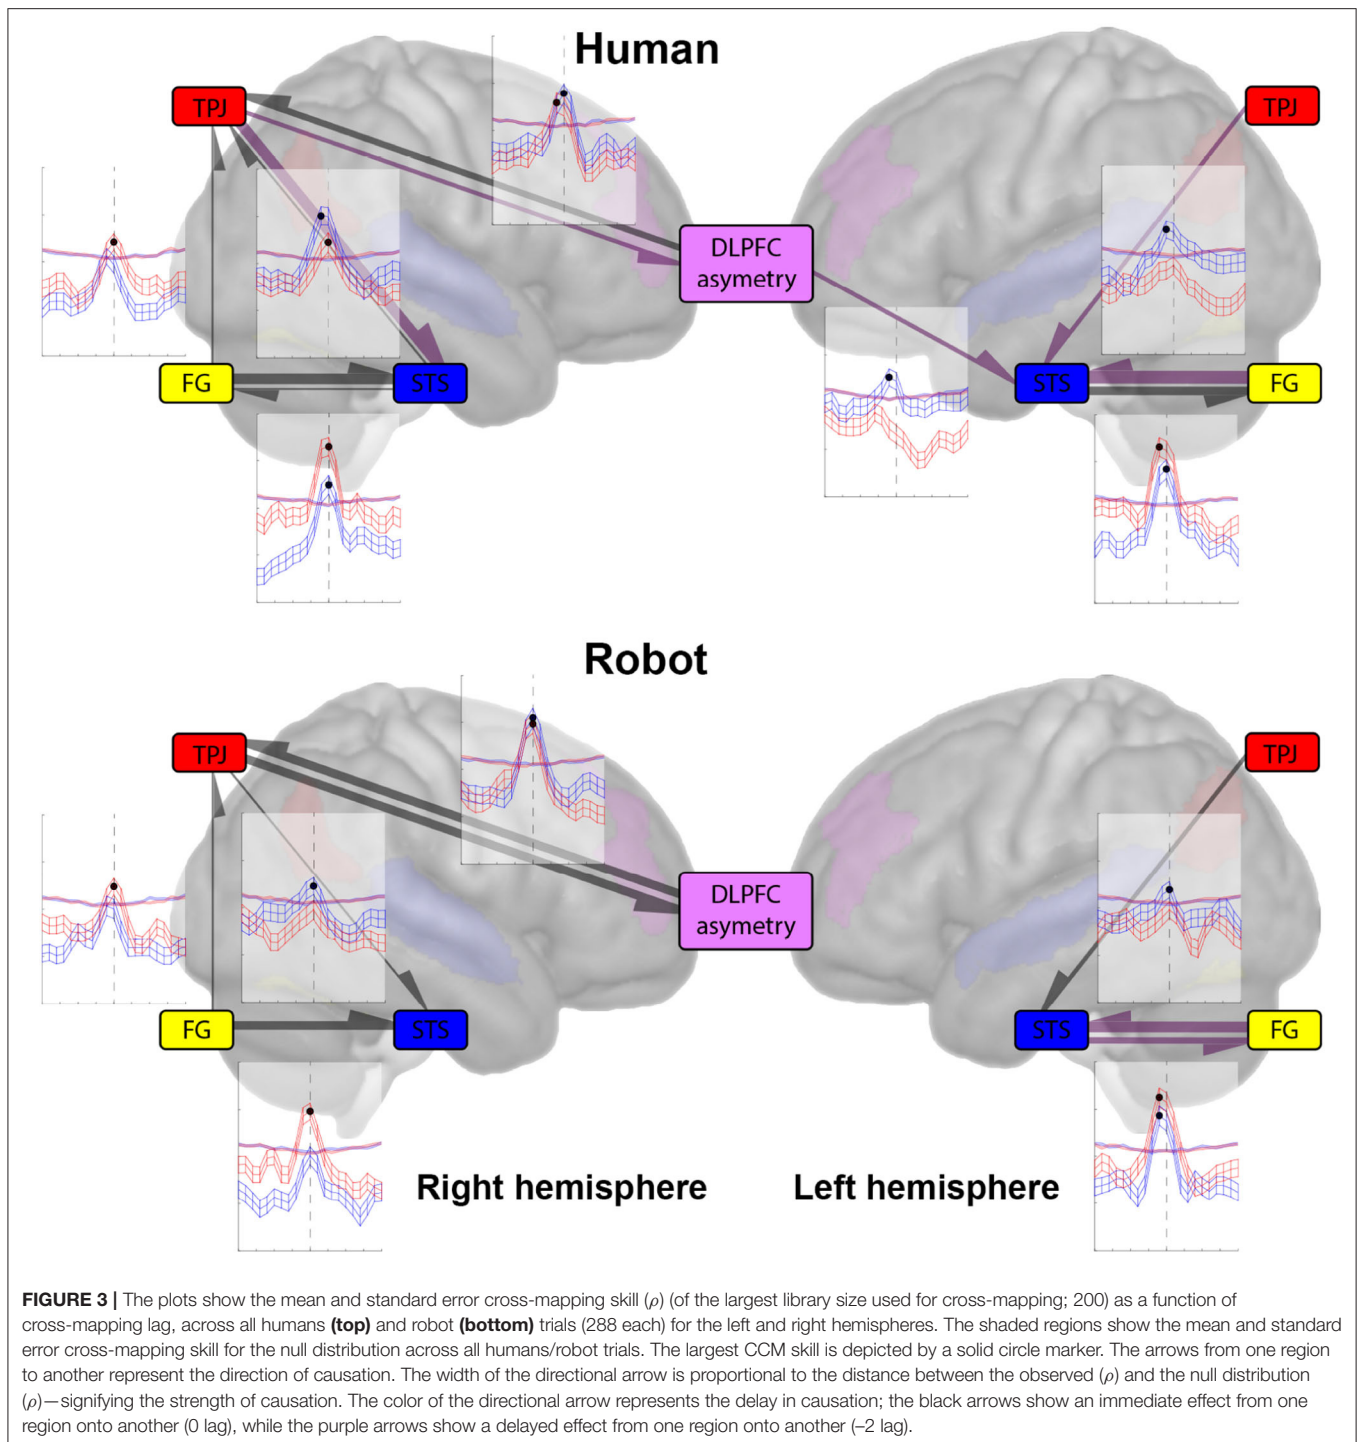 Human
TPJ
TPJ
DLPFC
asymetry
FG
STS
STS
FG
Robot
TPJ
TPJ
DLPFC
asymetry
FG
STS
STS
FG
Right hemisphere
Left hemisphere
FIGURE 3 | The plots show the mean and standard error cross-mapping skill (ρ) (of the largest library size used for cross-mapping; 200) as a function of
cross-mapping lag, across all humans (top) and robot (bottom) trials (288 each) for the left and right hemispheres. The shaded regions show the mean and standard
error cross-mapping skill for the null distribution across all humans/robot trials. The largest CCM skill is depicted by a solid circle marker. The arrows from one region
to another represent the direction of causation. The width of the directional arrow is proportional to the distance between the observed (ρ) and the null distribution
(ρ)—signifying the strength of causation. The color of the directional arrow represents the delay in causation; the black arrows show an immediate effect from one
region onto another (0 lag), while the purple arrows show a delayed effect from one region onto another (–2 lag).